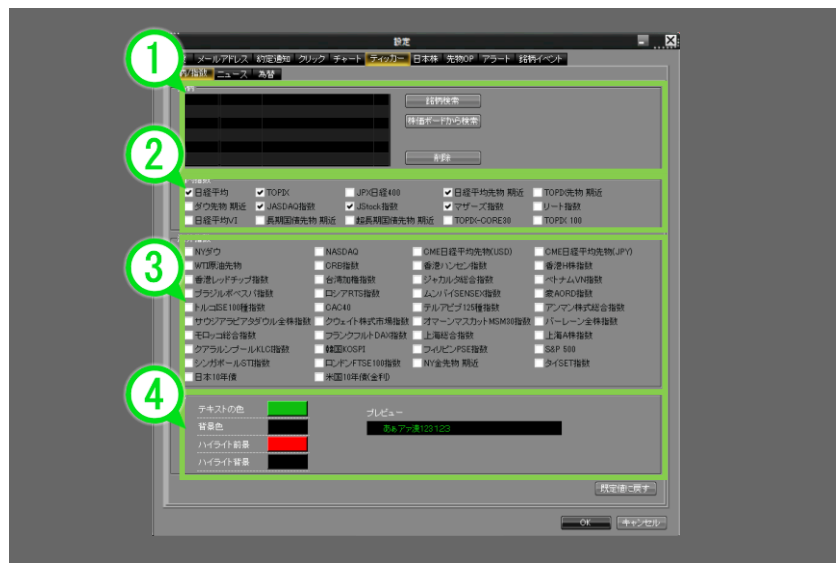 設定
メールアドレス 約定通知 クリック チャート ティッカー 日本株 先物OP アラート 銘柄イベント
ニュース 為替
1
銘柄検索
株価ボードから検索
削除
2
日経平均 TOPIX JPX日経400 日経平均先物 期近 TOPIX先物 期近
ダウ先物 期近 JASDAQ指数 JStock指数 マザーズ指数 リート指数
日経平均VI 長期国債先物 期近 超長期国債先物 期近 TOPIX-CORE30 TOPIX 100
3
NYダウ NASDAQ CME日経平均先物(USD) CME日経平均先物(JPY)
WTI原油先物 CRB指数 香港ハンセン指数 香港H株指数
香港レッドチップ指数 台湾加権指数 ジャカルタ総合指数 ベトナムVN指数
ブラジルボベスパ指数 ロシアRTS指数 ムンバイSENSEX指数 豪AORD指数
トルコISE100種指数 CAC40 テルアビブ125種指数 アンマン株式総合指数
サウジアラビアタダウル全株指数 クウェイト株式市場指数 オマーンマスカットMSM30指数 バーレーン全株指数
モロッコ総合指数 フランクフルトDAX指数 上海総合指数 上海A株指数
クアラルンプールKLCI指数 韓国KOSPI フィリピンPSE指数 S&P 500
シンガポールSTI指数 ロンドンFTSE100指数 NY金先物 期近 タイSET指数
日本10年債 米国10年債(金利)
4
テキストの色
背景色
ハイライト前景
ハイライト背景
プレビュー
あぁアァ漢123123
既定値に戻す
OK キャンセル